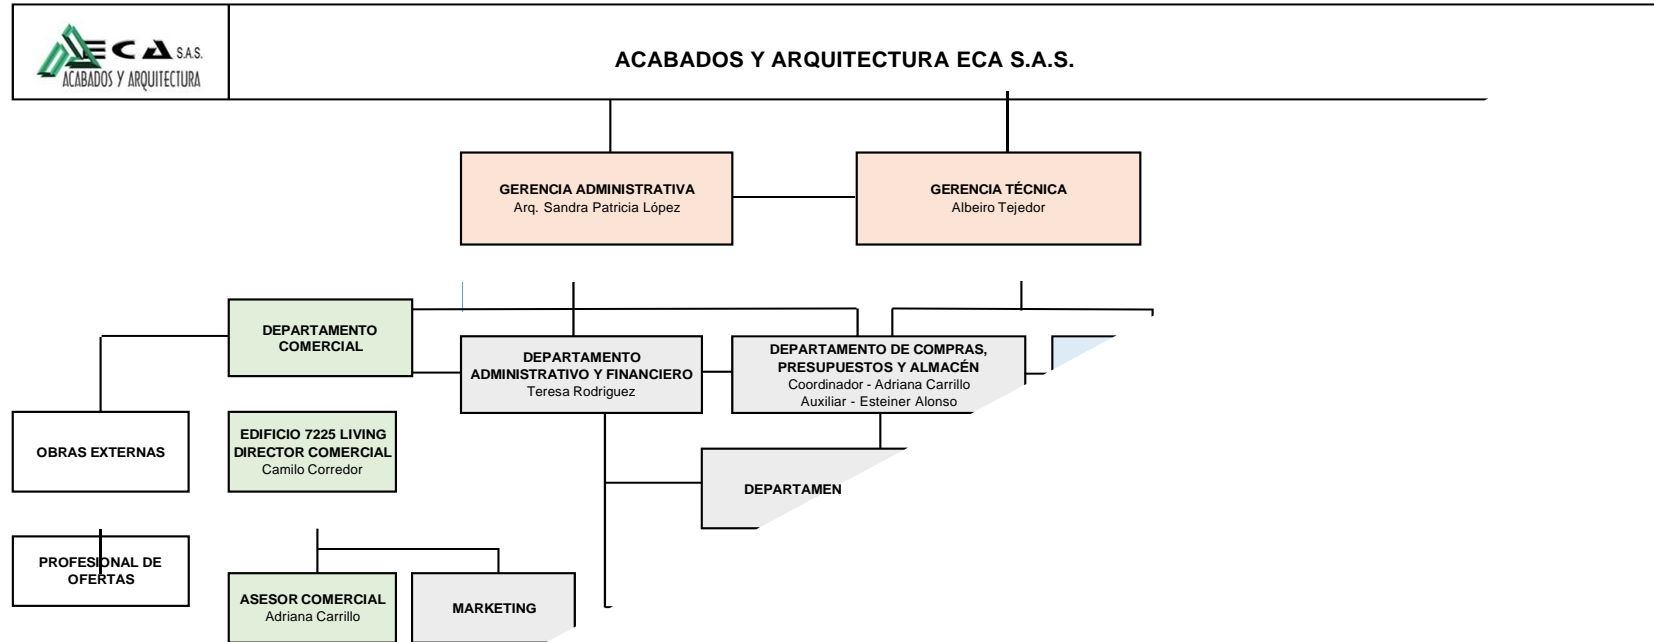 ECA S.A.S.
ACABADOS Y ARQUITECTURA
ACABADOS Y ARQUITECTURA ECA S.A.S.
GERENCIA ADMINISTRATIVA
Arq. Sandra Patricia López
GERENCIA TÉCNICA
Albeiro Tejedor
DEPARTAMENTO
COMERCIAL
DEPARTAMENTO
ADMINISTRATIVO Y FINANCIERO
Teresa Rodriguez
DEPARTAMENTO DE COMPRAS,
PRESUPUESTOS Y ALMACÉN
Coordinador - Adriana Carrillo
Auxiliar - Esteiner Alonso
OBRAS EXTERNAS
EDIFICIO 7225 LIVING
DIRECTOR COMERCIAL
Camilo Corredor
DEPARTAMEN
PROFESIONAL DE
OFERTAS
ASESOR COMERCIAL
Adriana Carrillo
MARKETING